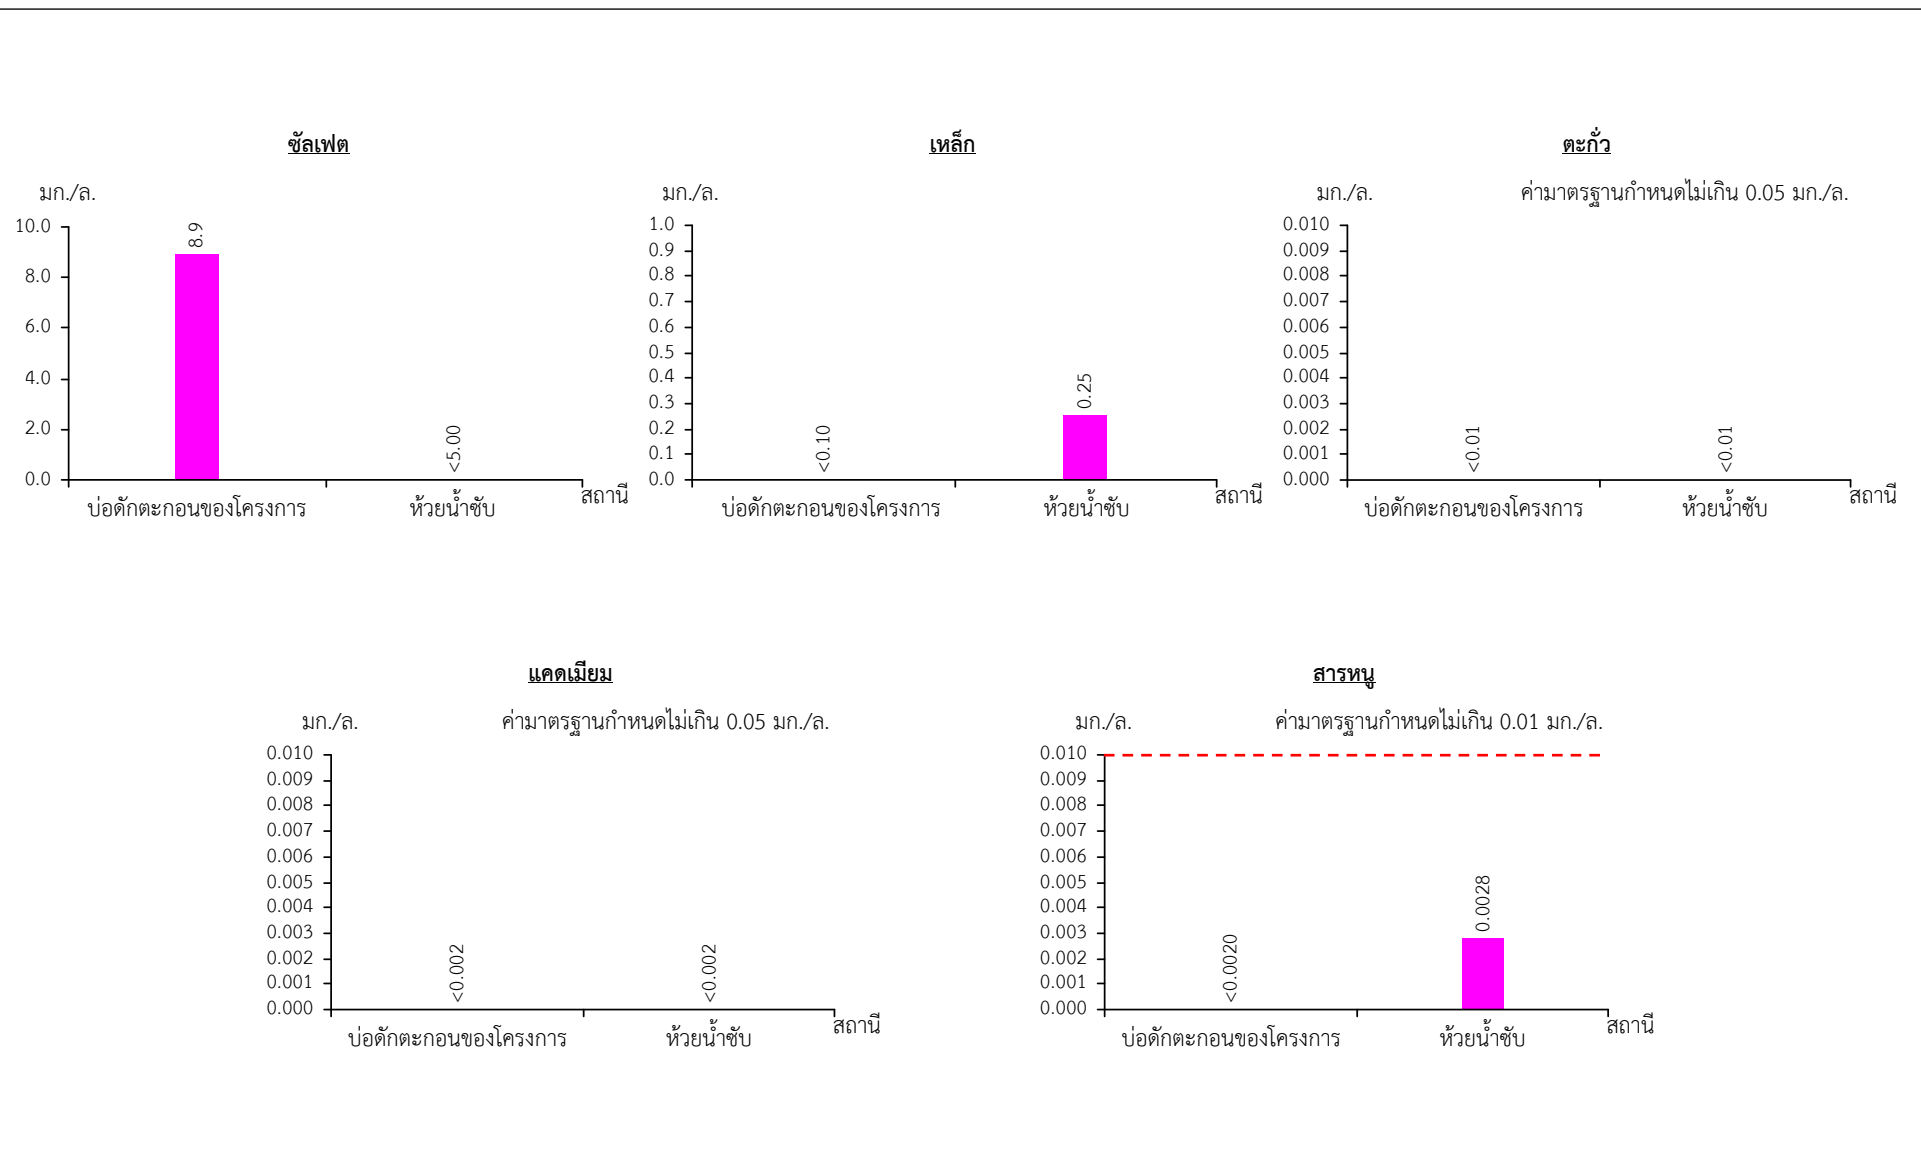 ซัลเฟต
มก./ล.
10.0
8.0
6.0
4.0
2.0
0.0
8.9
<5.00
บ่อดักตะกอนของโครงการ
ห้วยน้ำซับ
สถานี
เหล็ก
มก./ล.
1.0
0.9
0.8
0.7
0.6
0.5
0.4
0.3
0.2
0.1
0.0
<0.10
0.25
บ่อดักตะกอนของโครงการ
ห้วยน้ำซับ
สถานี
ตะกั่ว
มก./ล.
ค่ามาตรฐานกำหนดไม่เกิน 0.05 มก./ล.
0.010
0.009
0.008
0.007
0.006
0.005
0.004
0.003
0.002
0.001
0.000
<0.01
<0.01
บ่อดักตะกอนของโครงการ
ห้วยน้ำซับ
สถานี
แคดเมียม
มก./ล.
ค่ามาตรฐานกำหนดไม่เกิน 0.05 มก./ล.
0.010
0.009
0.008
0.007
0.006
0.005
0.004
0.003
0.002
0.001
0.000
<0.002
<0.002
บ่อดักตะกอนของโครงการ
ห้วยน้ำซับ
สถานี
สารหนู
มก./ล.
ค่ามาตรฐานกำหนดไม่เกิน 0.01 มก./ล.
0.010
0.009
0.008
0.007
0.006
0.005
0.004
0.003
0.002
0.001
0.000
<0.0020
0.0028
บ่อดักตะกอนของโครงการ
ห้วยน้ำซับ
สถานี